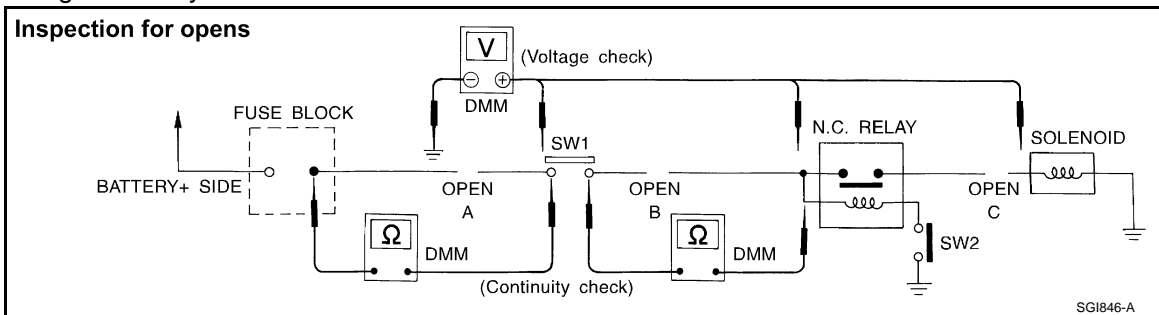 Inspection for opens
V
(Voltage check)
DMM
FUSE BLOCK
N.C. RELAY
SOLENOID
SW1
BATTERY+ SIDE
OPEN
A
OPEN
B
OPEN
C
Ω
DMM
Ω
DMM
SW2
(Continuity check)
SGI846-A